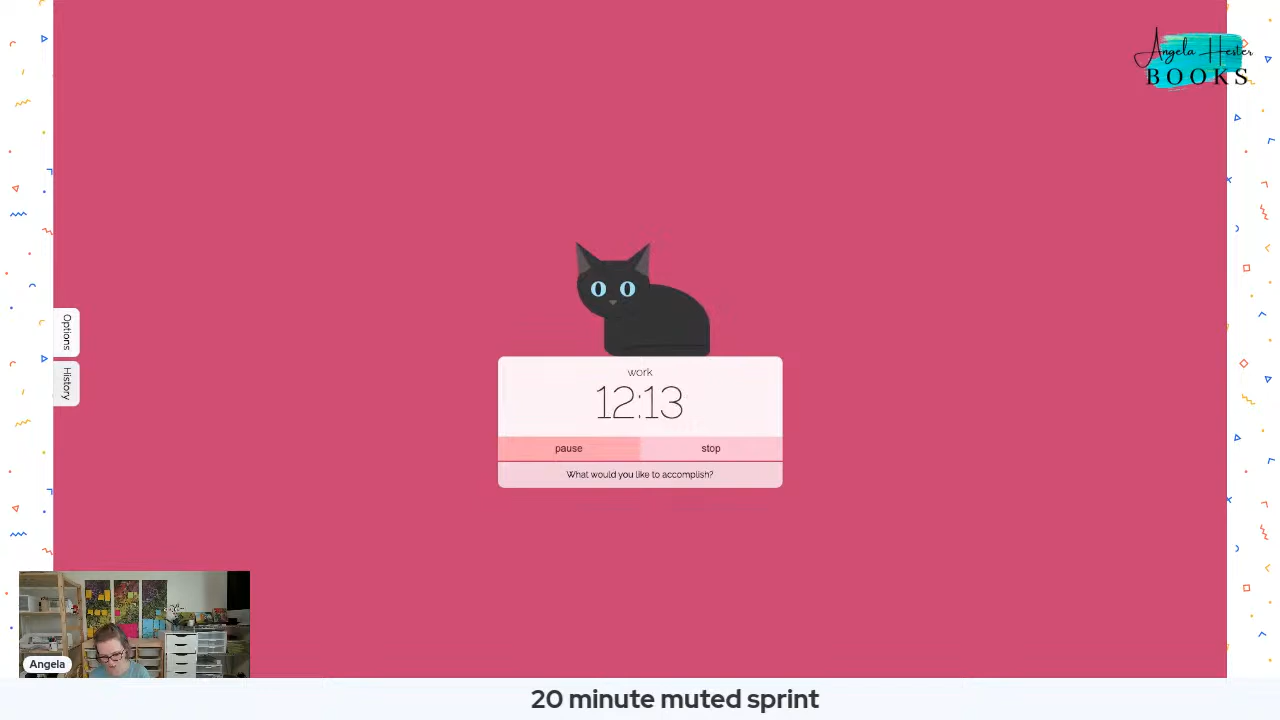 Angela Hester
BOOKS
Options
History
work
12:13
pause
stop
What would you like to accomplish?
Angela
20 minute muted sprint